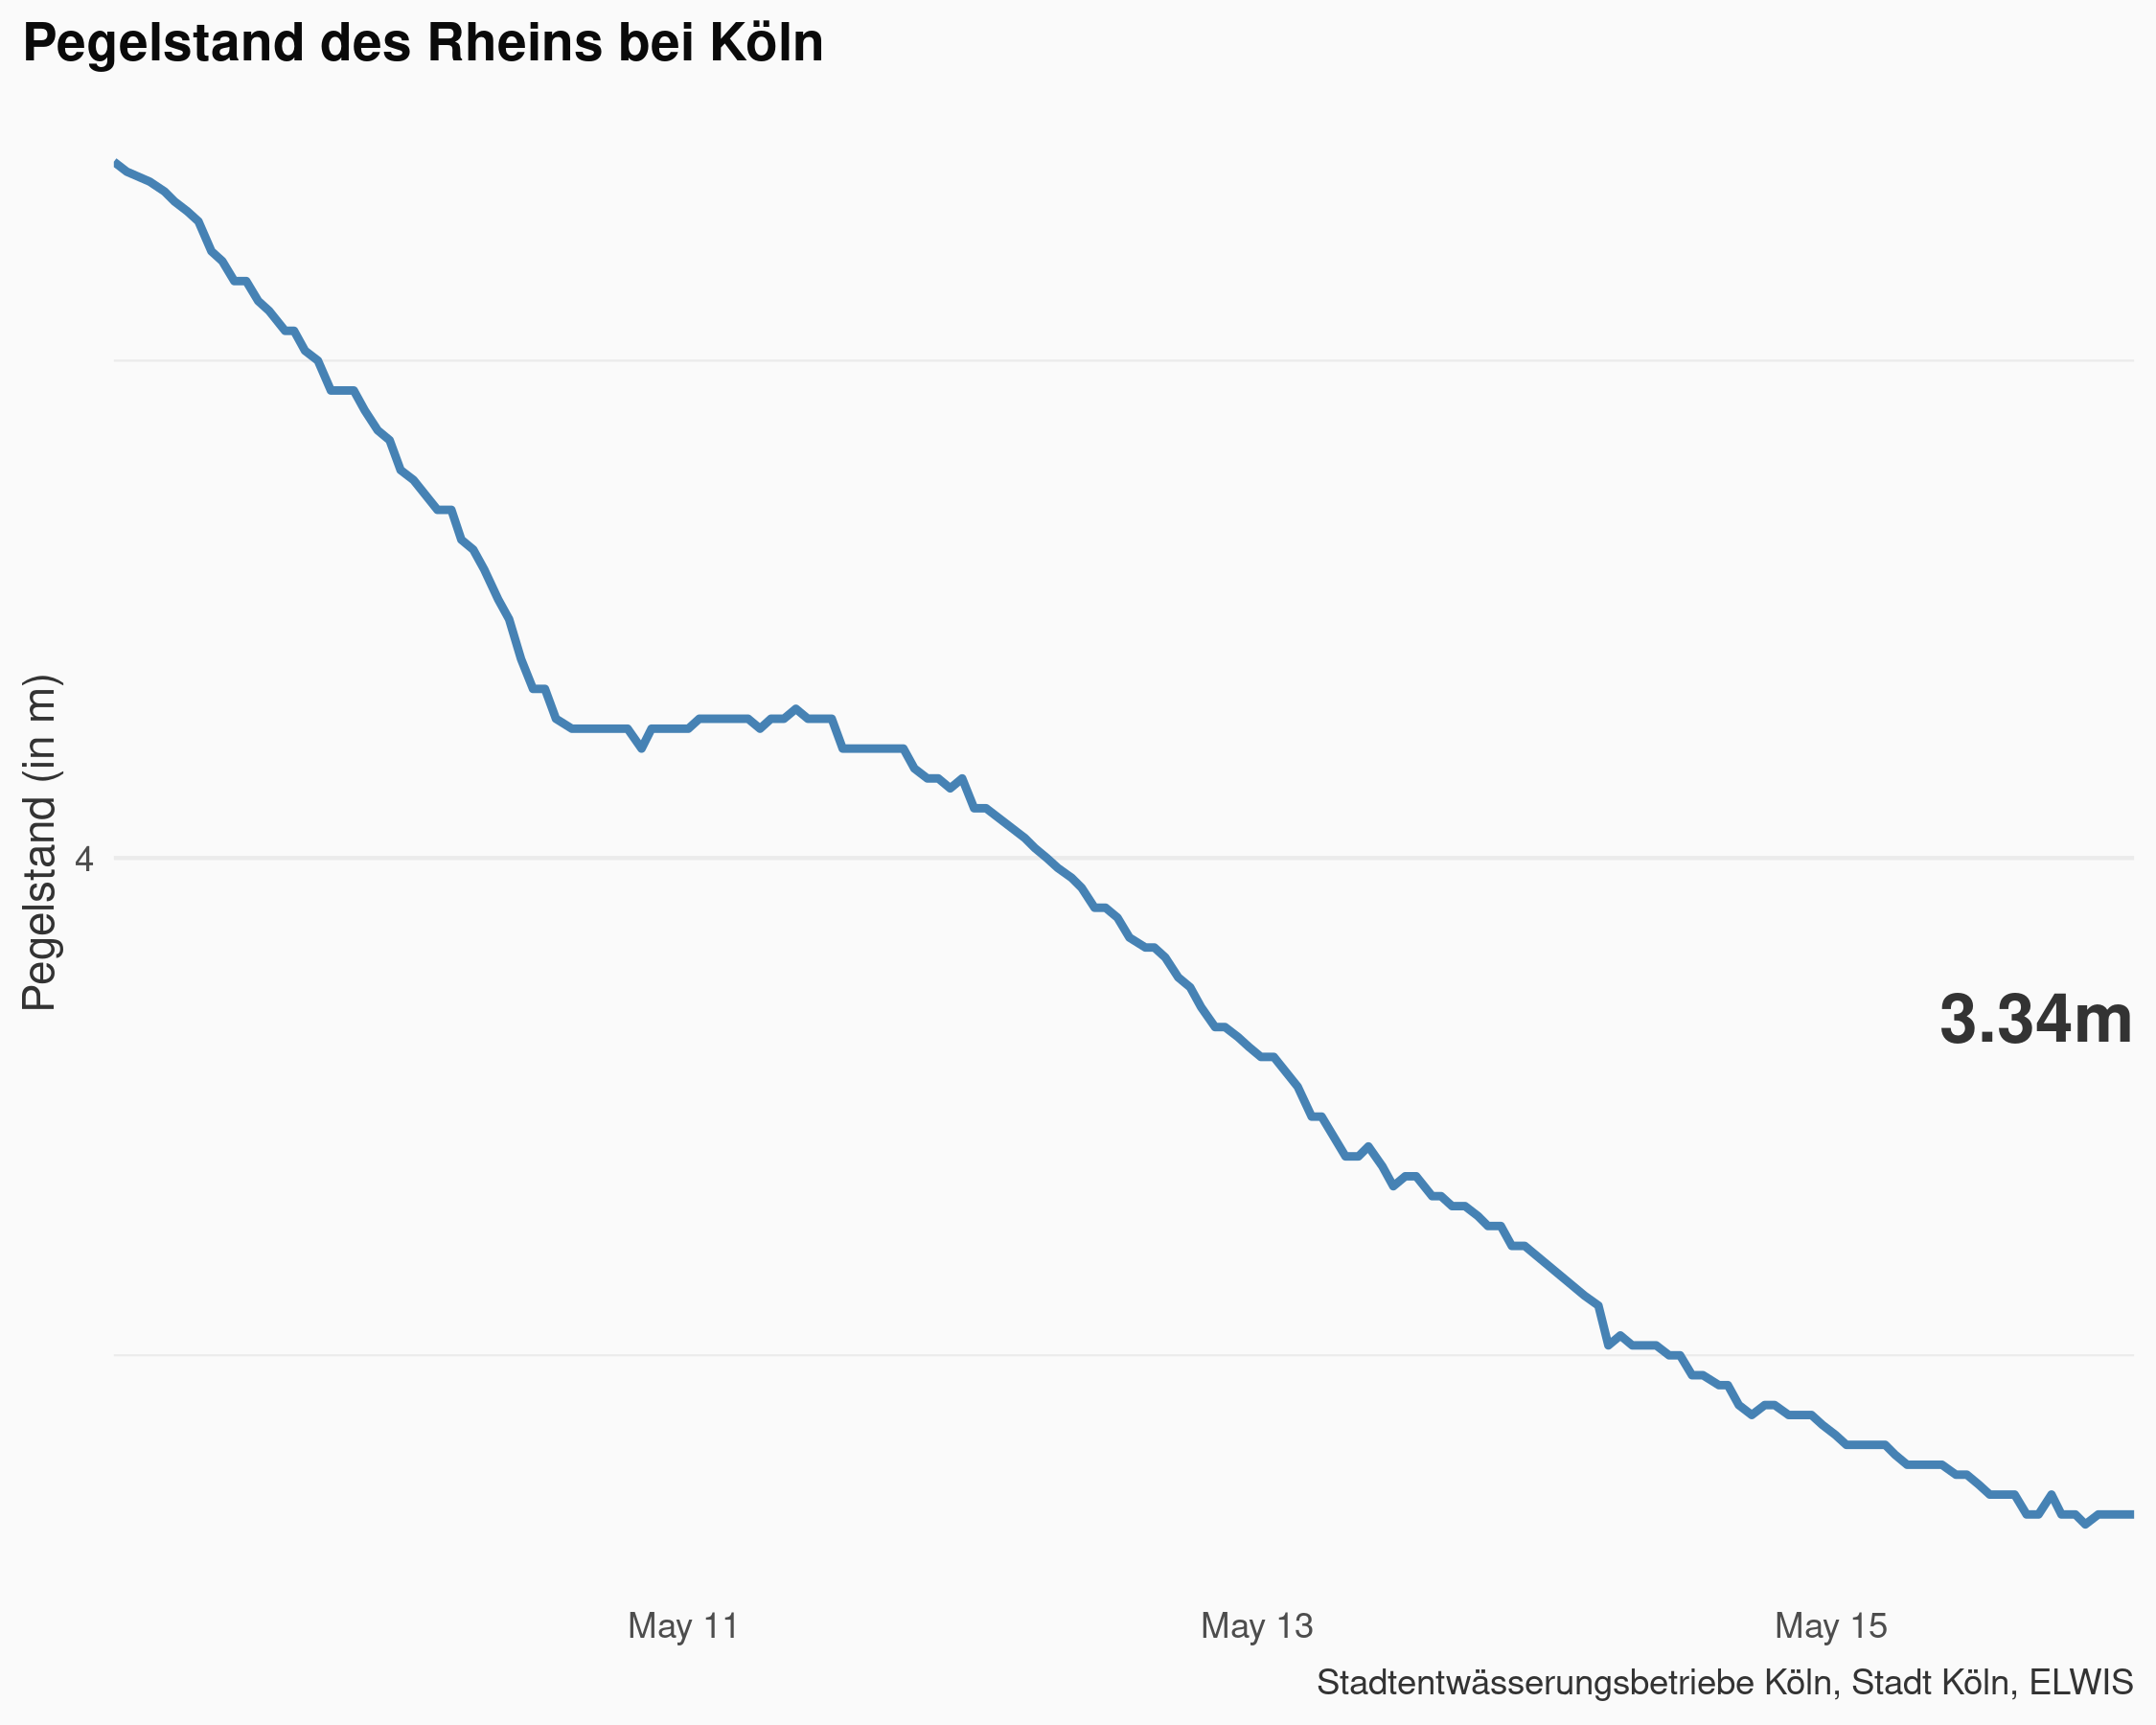 Pegelstand des Rheins bei Köln
Pegelstand (in m)
4
3.34m
May 11
May 13
May 15
Stadtentwässerungsbetriebe Köln, Stadt Köln, ELWIS